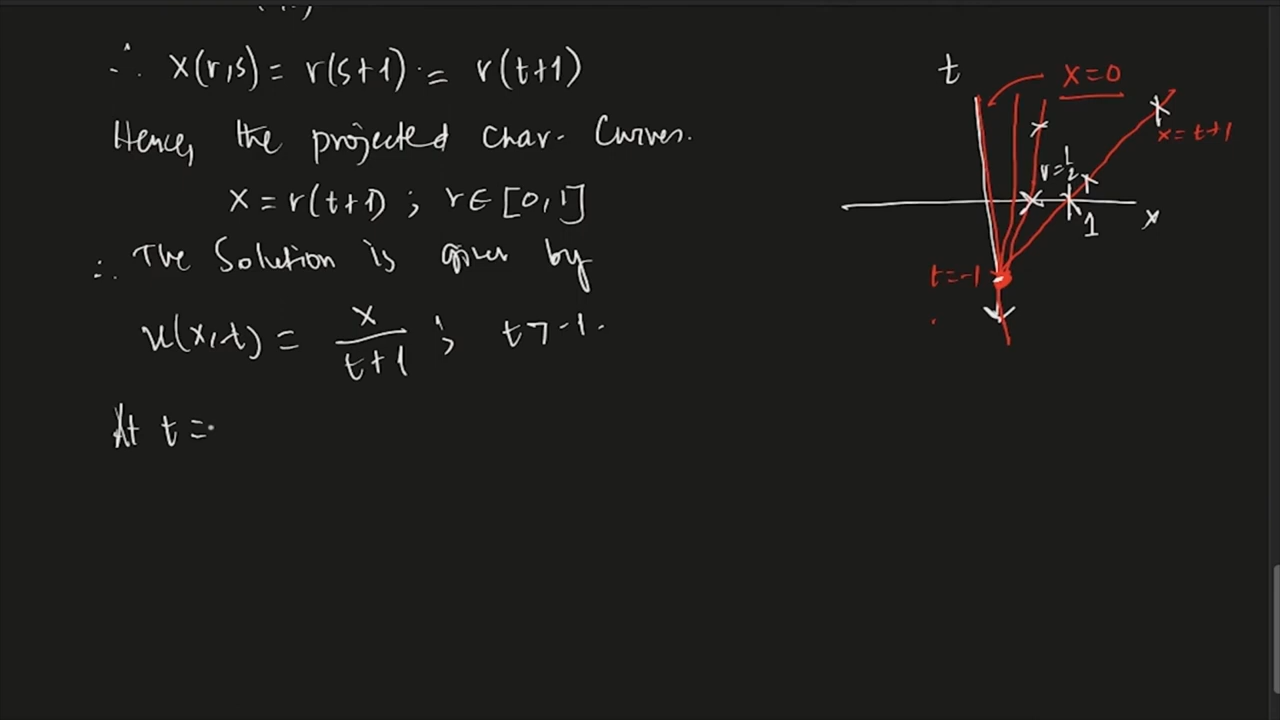 ∴ x(r,s) = r(s+1) = r(t+1)
Hence, the projected char. Curves.
x = r(t+1) ; r ∈ [0,1]
∴ The Solution is given by
u(x,t) = x/(t+1) ; t > -1.
At t =
t
x=0
x=t+1
r=1/2
1
x
t=-1